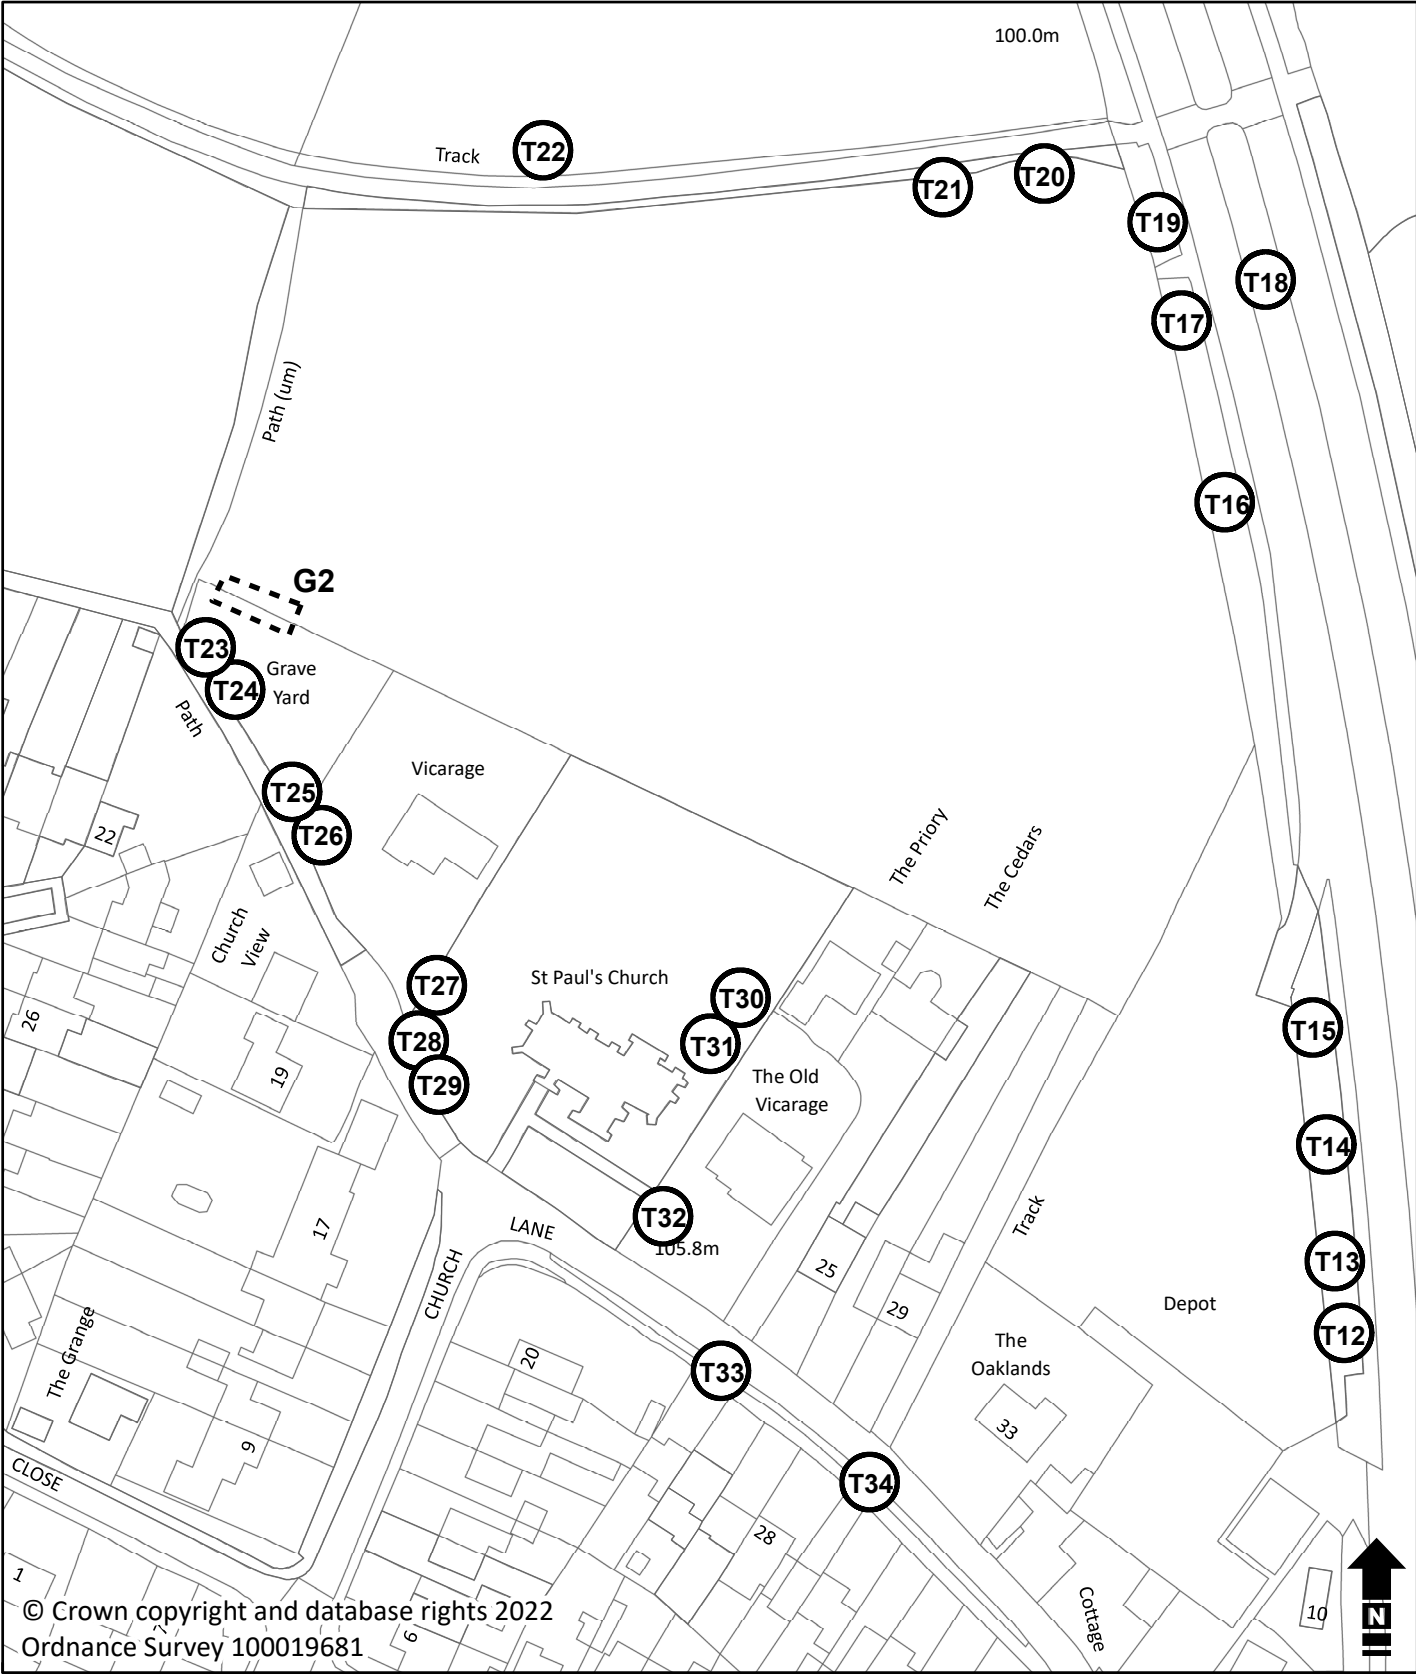 100.0m
Track
T22
T21
T20
T19
T18
T17
Path (um)
T16
G2
T23
T24
Grave
Yard
Path
T25
T26
Vicarage
22
The Priory
The Cedars
Church
View
T27
St Paul's Church
T30
T28
T31
T29
26
19
The Old
Vicarage
T15
T14
17
T32
105.8m
LANE
CHURCH
Track
25
29
T13
T12
Depot
The
Oaklands
33
The Grange
20
T33
9
CLOSE
T34
28
1
7
6
Cottage
10
N
© Crown copyright and database rights 2022
Ordnance Survey 100019681